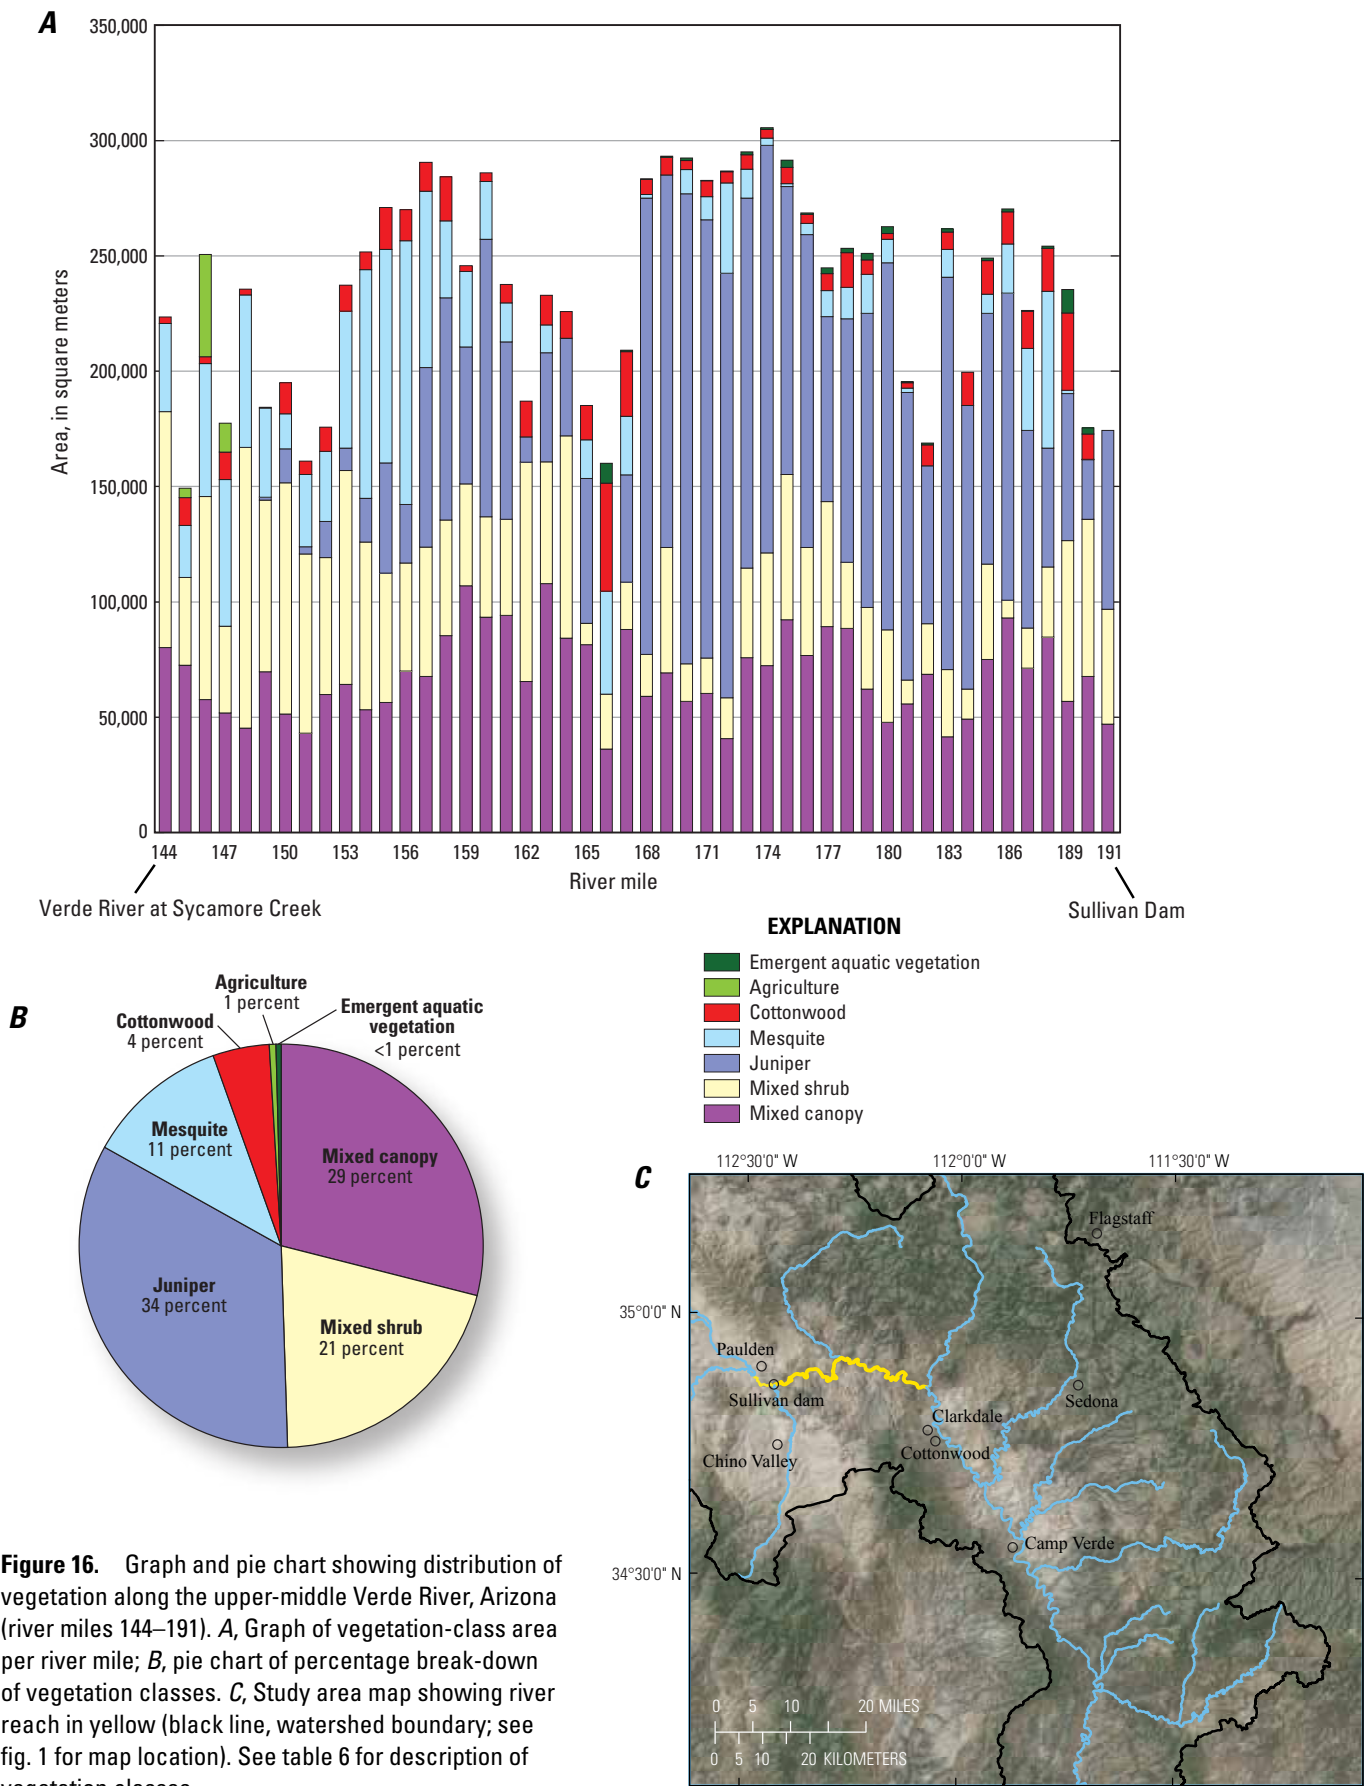 A
350,000
300,000
250,000
200,000
150,000
100,000
50,000
0
Area, in square meters
144 147 150 153 156 159 162 165 168 171 174 177 180 183 186 189 191
River mile
Verde River at Sycamore Creek
Sullivan Dam
EXPLANATION
Emergent aquatic vegetation
Agriculture
Cottonwood
Mesquite
Juniper
Mixed shrub
Mixed canopy
B
Agriculture
1 percent
Emergent aquatic
vegetation
<1 percent
Cottonwood
4 percent
Mesquite
11 percent
Mixed canopy
29 percent
Juniper
34 percent
Mixed shrub
21 percent
C
112°30'0" W 112°0'0" W 111°30'0" W
Flagstaff
35°0'0" N
Paulden
Sullivan dam
Sedona
Clarkdale
Cottonwood
Chino Valley
Camp Verde
34°30'0" N
0 5 10 20 MILES
0 5 10 20 KILOMETERS
Figure 16. Graph and pie chart showing distribution of
vegetation along the upper-middle Verde River, Arizona
(river miles 144–191). A, Graph of vegetation-class area
per river mile; B, pie chart of percentage break-down
of vegetation classes. C, Study area map showing river
reach in yellow (black line, watershed boundary; see
fig. 1 for map location). See table 6 for description of